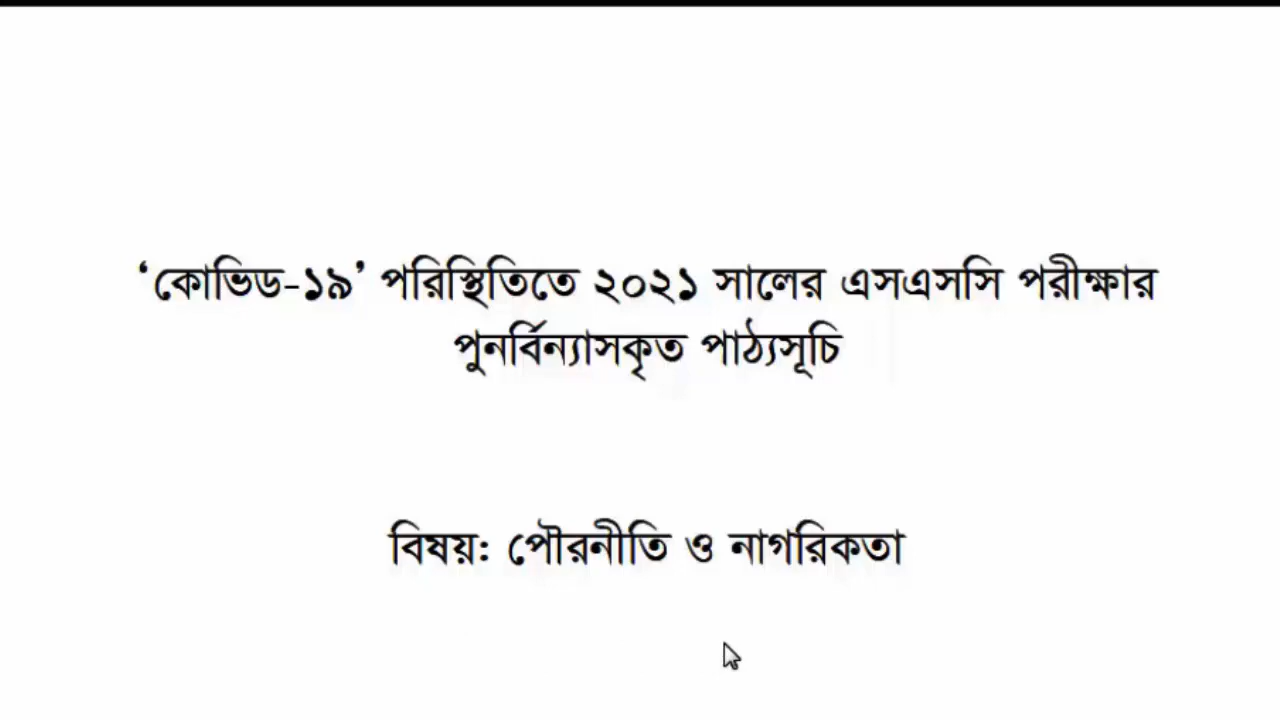 ‘কোভিড-১৯’ পরিস্থিতিতে ২০২১ সালের এসএসসি পরীক্ষার
পুনর্বিন্যাসকৃত পাঠ্যসূচি
বিষয়: পৌরনীতি ও নাগরিকতা